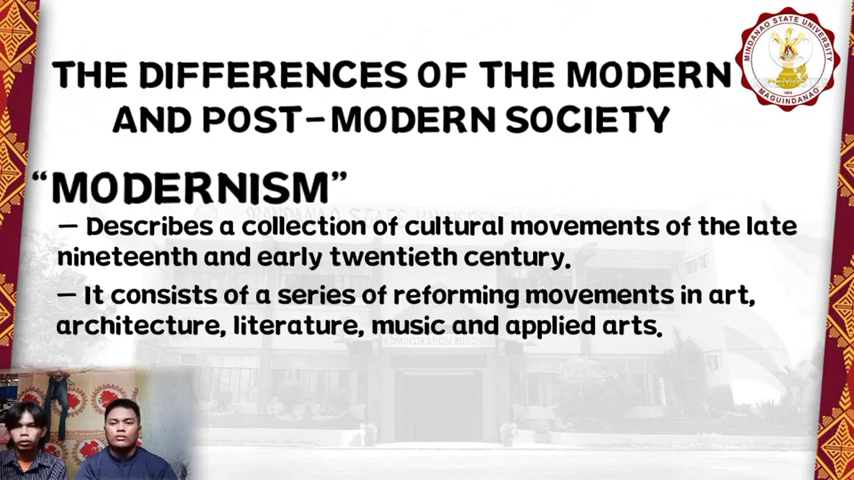 THE DIFFERENCES OF THE MODERN
AND POST-MODERN SOCIETY
MINDANAO STATE UNIVERSITY
MAGUINDANAO
“MODERNISM”
— Describes a collection of cultural movements of the late
nineteenth and early twentieth century.
— It consists of a series of reforming movements in art,
architecture, literature, music and applied arts.
ADMINISTRATION BUILDING